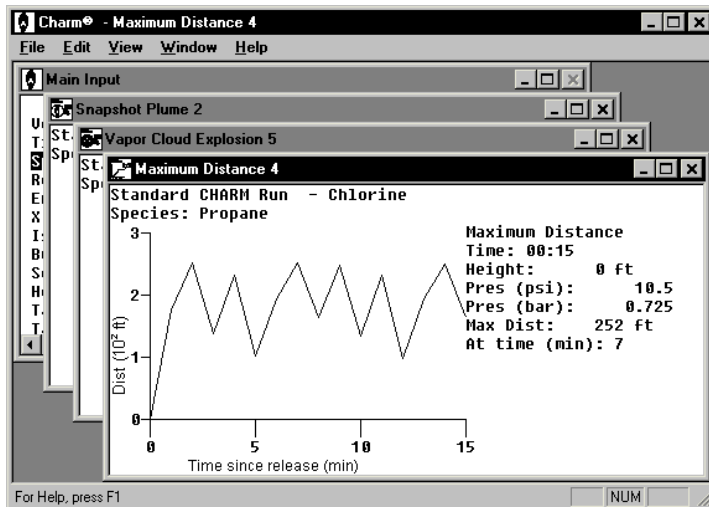 Charm® - Maximum Distance 4
File Edit View Window Help
Main Input
Snapshot Plume 2
Vapor Cloud Explosion 5
Maximum Distance 4
Standard CHARM Run - Chlorine
Species: Propane
Maximum Distance
Time: 00:15
Height: 0 ft
Pres (psi): 10.5
Pres (bar): 0.725
Max Dist: 252 ft
At time (min): 7
3
2
1
0
Dist (10² ft)
0 5 10 15
Time since release (min)
For Help, press F1
NUM